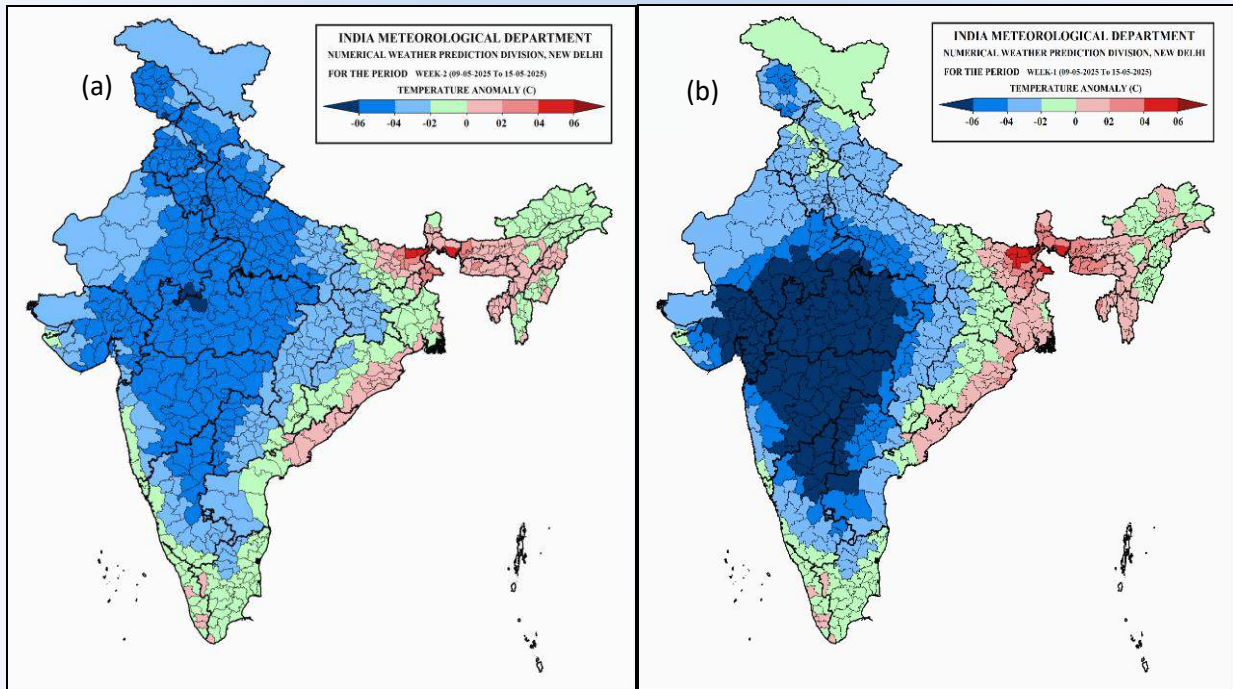 (a)
INDIA METEOROLOGICAL DEPARTMENT
NUMERICAL WEATHER PREDICTION DIVISION, NEW DELHI
FOR THE PERIOD WEEK-2 (09-05-2025 To 15-05-2025)
TEMPERATURE ANOMALY (C)
-06 -04 -02 0 02 04 06
(b)
INDIA METEOROLOGICAL DEPARTMENT
NUMERICAL WEATHER PREDICTION DIVISION, NEW DELHI
FOR THE PERIOD WEEK-1 (09-05-2025 To 15-05-2025)
TEMPERATURE ANOMALY (C)
-06 -04 -02 0 02 04 06